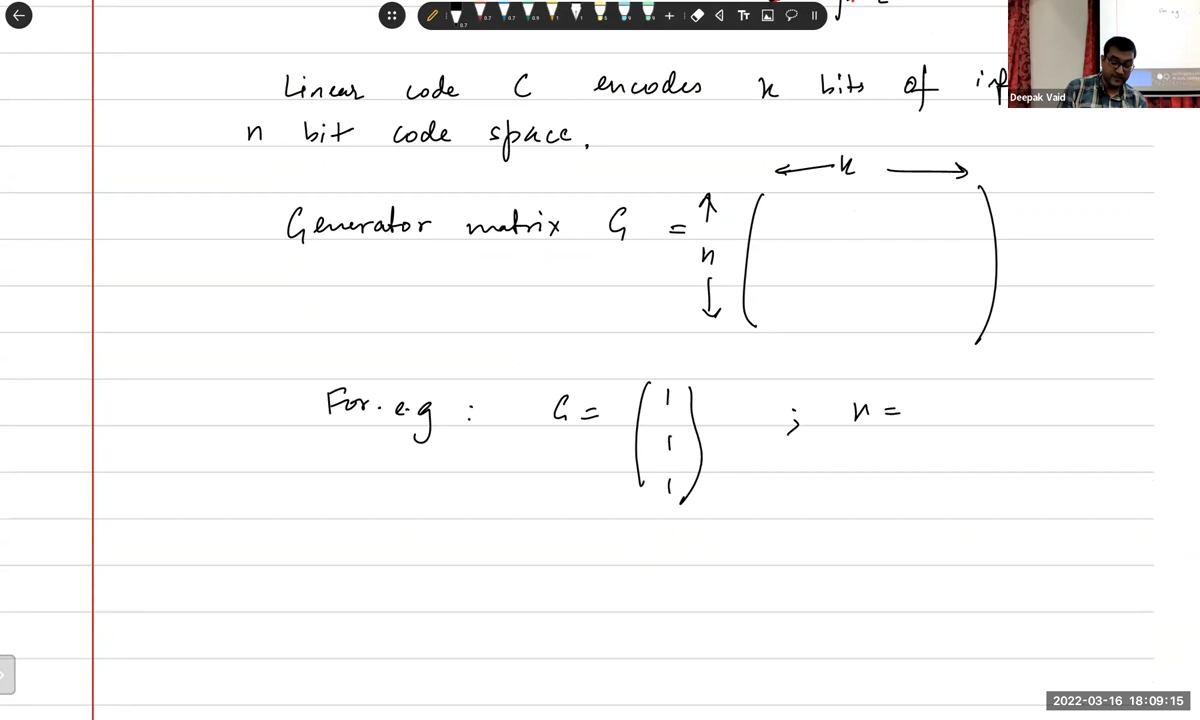 Linear code C encodes k bits of inf
n bit code space.
k
Generator matrix G =
n
For. e.g : G = ( 1 1 1 ) ; n =
Deepak Vaid
2022-03-16 18:09:15